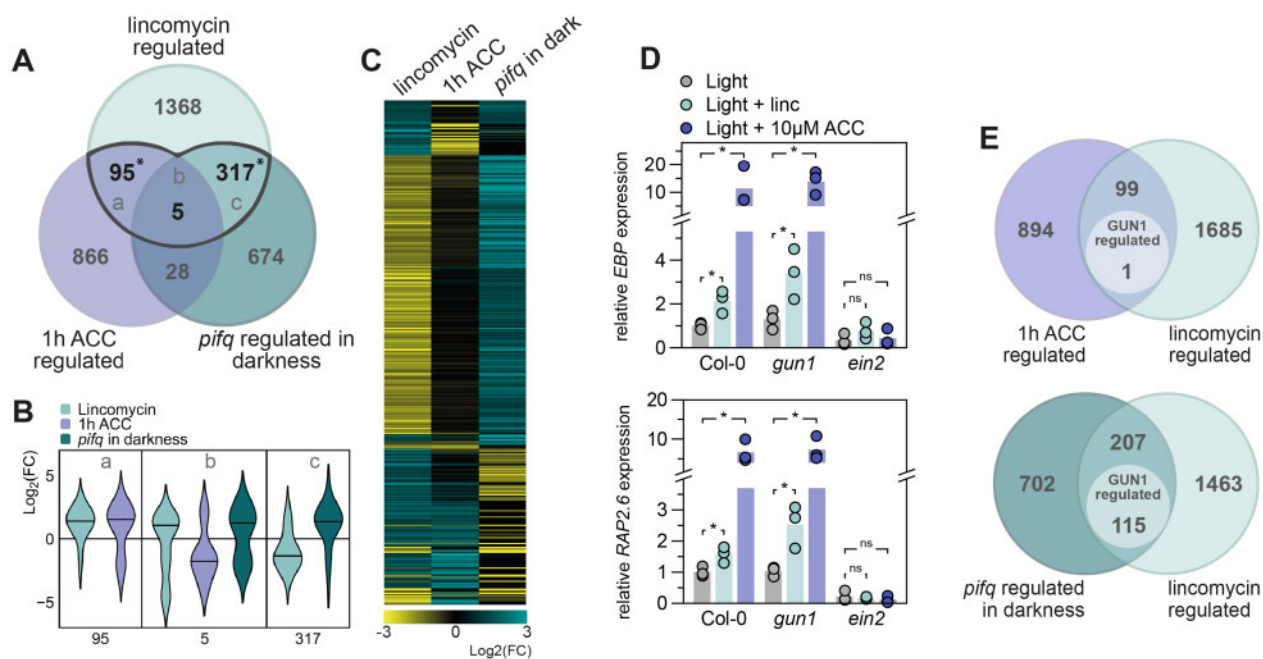 A
lincomycin
regulated
1368
95*
317*
b
a
5
c
866
28
674
1h ACC
regulated
pifq regulated in
darkness
B
Lincomycin
1h ACC
pifq in darkness
Log2(FC)
5
0
−5
a
b
c
95
5
317
C
lincomycin
1h ACC
pifq in dark
-3
0
3
Log2(FC)
D
Light
Light + linc
Light + 10µM ACC
relative EBP expression
20
10
4
2
0
*
*
*
*
ns
ns
Col-0
gun1
ein2
relative RAP2.6 expression
20
10
3
2
1
0
*
*
*
*
ns
ns
Col-0
gun1
ein2
E
894
99
GUN1
regulated
1
1685
1h ACC
regulated
lincomycin
regulated
702
207
GUN1
regulated
115
1463
pifq regulated
in darkness
lincomycin
regulated